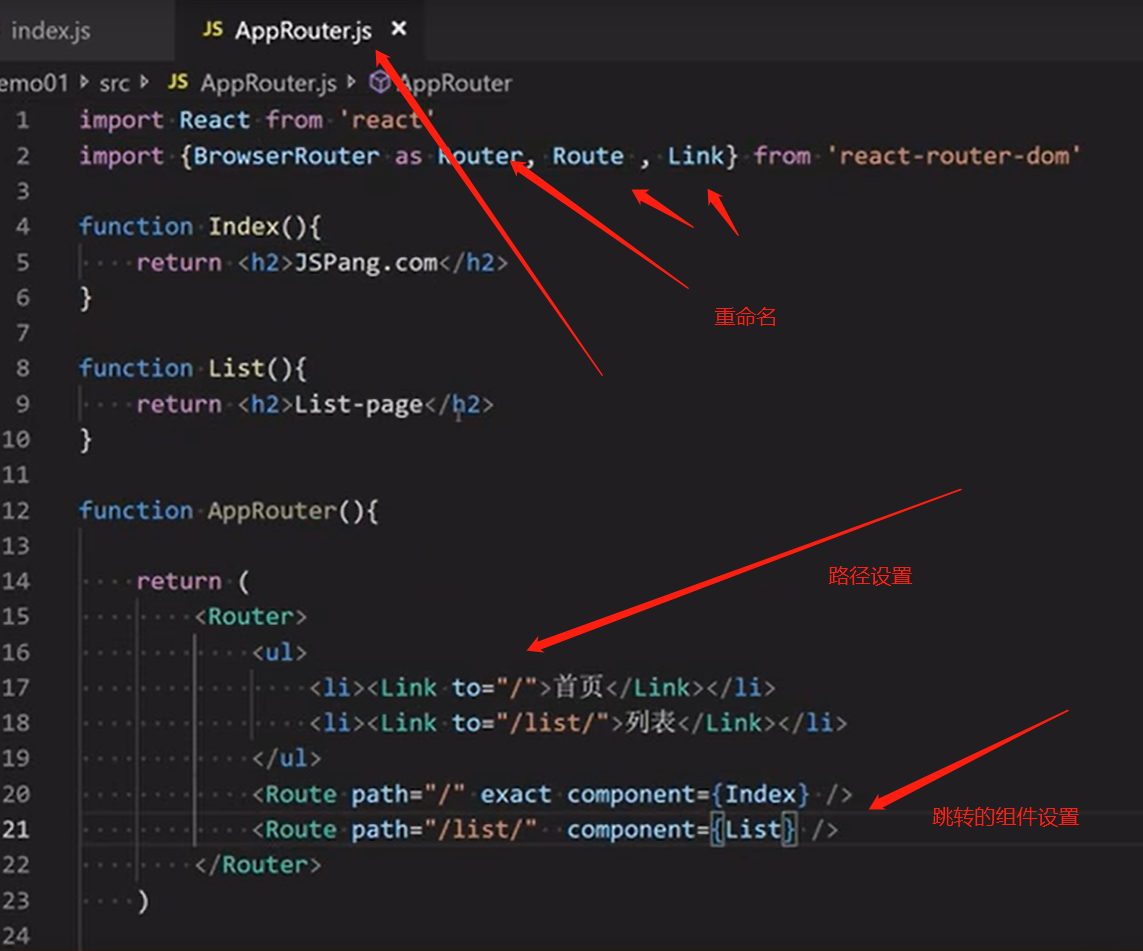 index.js
JS AppRouter.js ×
emo01 src JS AppRouter.js AppRouter
1 import React from 'react'
2 import {BrowserRouter as Router, Route , Link} from 'react-router-dom'
3
4 function Index(){
5 return <h2>JSPang.com</h2>
6 }
重命名
7
8 function List(){
9 return <h2>List-page</h2>
10 }
11
12 function AppRouter(){
13
路径设置
14 return (
15 <Router>
16 <ul>
17 <li><Link to="/">首页</Link></li>
18 <li><Link to="/list/">列表</Link></li>
19 </ul>
20 <Route path="/" exact component={Index} />
跳转的组件设置
21 <Route path="/list/" component={List} />
22 </Router>
23 )
24